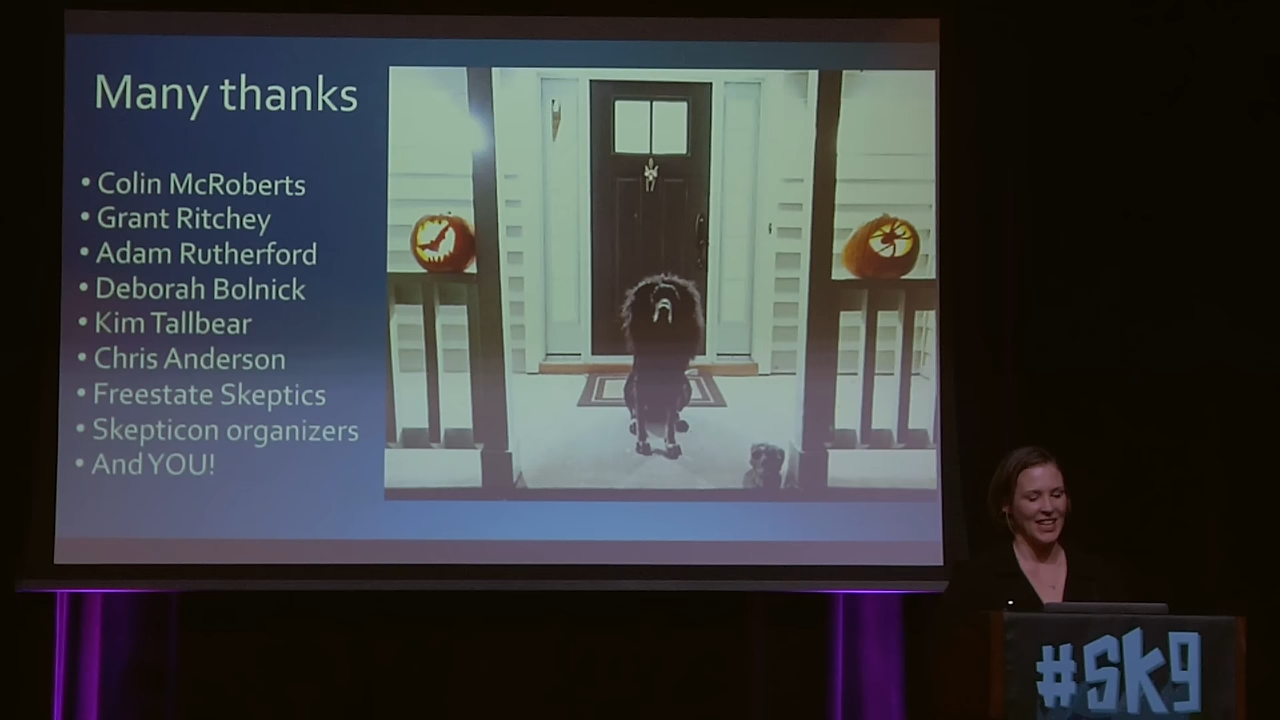 Many thanks
• Colin McRoberts
• Grant Ritchey
• Adam Rutherford
• Deborah Bolnick
• Kim Tallbear
• Chris Anderson
• Freestate Skeptics
• Skepticon organizers
• And YOU!
#Sk9